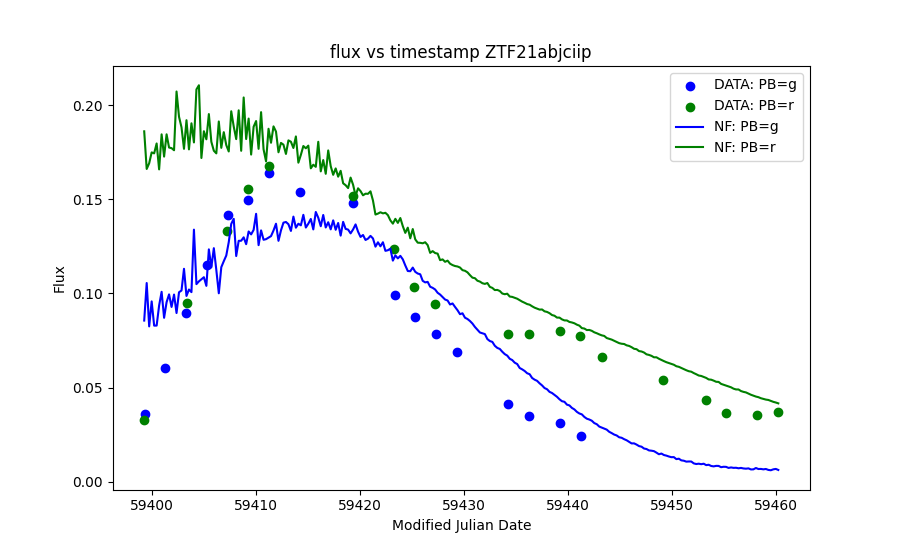 flux vs timestamp ZTF21abjciip
DATA: PB=g
DATA: PB=r
NF: PB=g
NF: PB=r
Flux
0.20
0.15
0.10
0.05
0.00
59400 59410 59420 59430 59440 59450 59460
Modified Julian Date